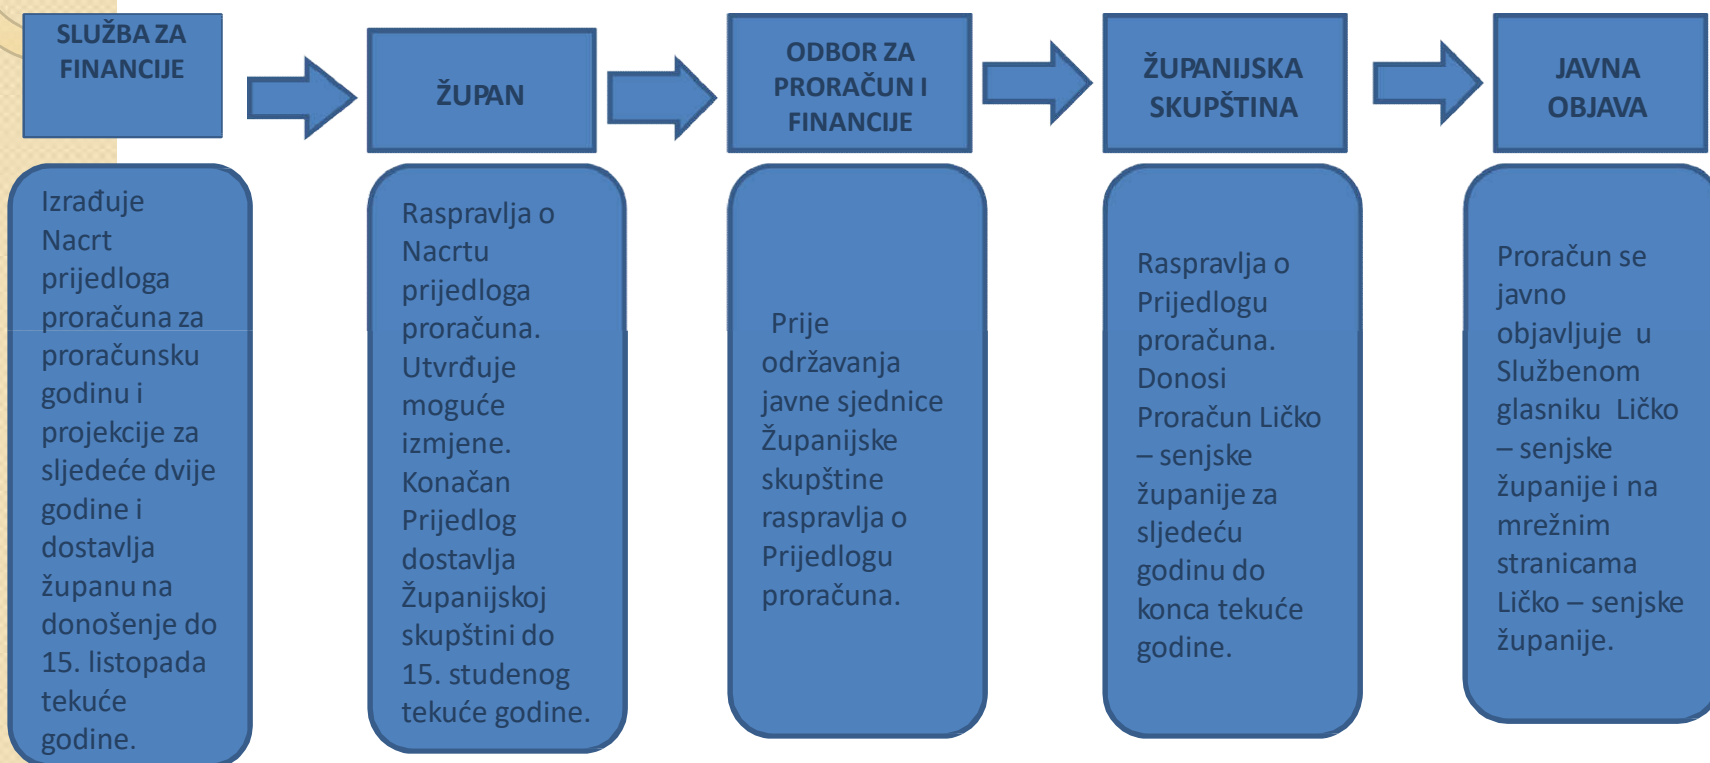 SLUŽBA ZA
FINANCIJE
ŽUPAN
ODBOR ZA
PRORAČUN I
FINANCIJE
ŽUPANIJSKA
SKUPŠTINA
JAVNA
OBJAVA
Izrađuje
Nacrt
prijedloga
proračuna za
proračunsku
godinu i
projekcije za
sljedeće dvije
godine i
dostavlja
županu na
donošenje do
15. listopada
tekuće
godine.
Raspravlja o
Nacrtu
prijedloga
proračuna.
Utvrđuje
moguće
izmjene.
Konačan
Prijedlog
dostavlja
Županijskoj
skupštini do
15. studenog
tekuće godine.
Prije
održavanja
javne sjednice
Županijske
skupštine
raspravlja o
Prijedlogu
proračuna.
Raspravlja o
Prijedlogu
proračuna.
Donosi
Proračun Ličko
– senjske
županije za
sljedeću
godinu do
konca tekuće
godine.
Proračun se
javno
objavljuje u
Službenom
glasniku Ličko
– senjske
županije i na
mrežnim
stranicama
Ličko – senjske
županije.